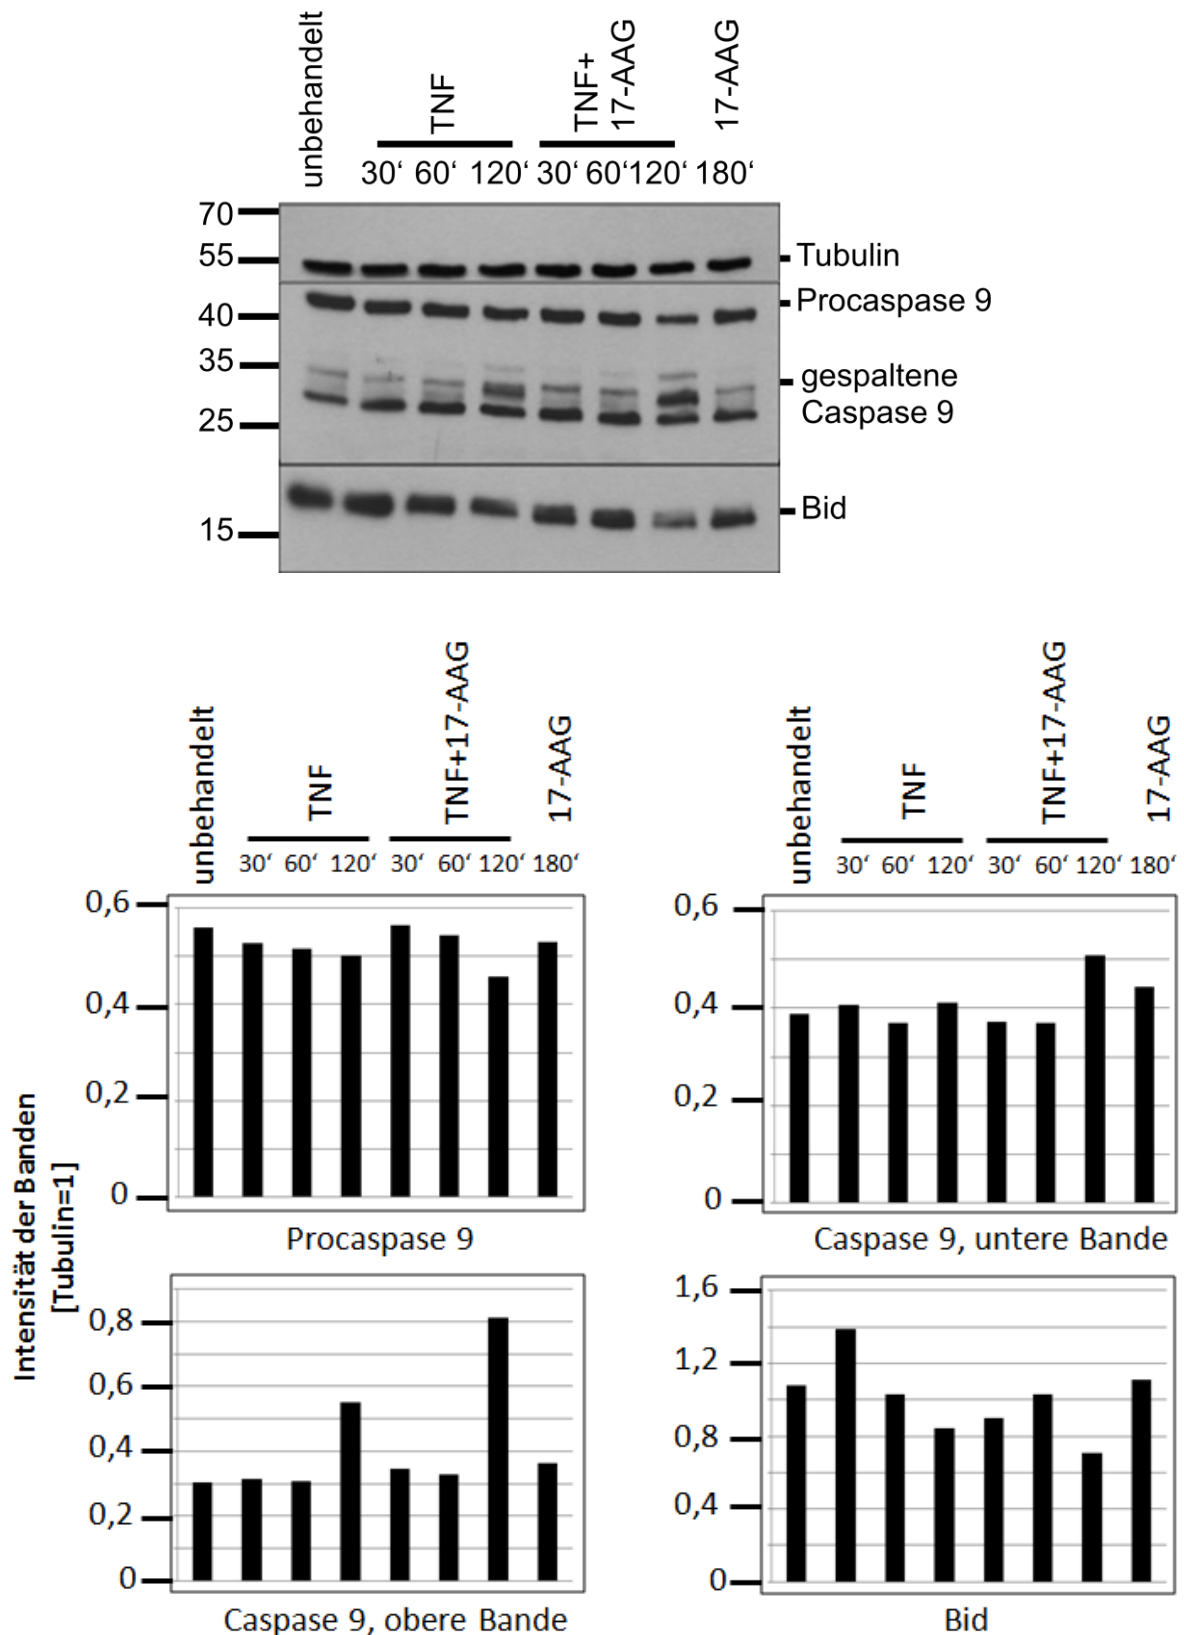 unbehandelt
TNF
TNF+
17-AAG
17-AAG
30‘ 60‘ 120‘ 30‘ 60‘120‘ 180‘
70
55
Tubulin
Procaspase 9
40
35
gespaltene
Caspase 9
25
Bid
15
unbehandelt
TNF
TNF+17-AAG
17-AAG
30‘ 60‘ 120‘ 30‘ 60‘ 120‘ 180‘
0,6
0,4
0,2
0
Procaspase 9
unbehandelt
TNF
TNF+17-AAG
17-AAG
30‘ 60‘ 120‘ 30‘ 60‘ 120‘ 180‘
0,6
0,4
0,2
0
Caspase 9, untere Bande
Intensität der Banden
[Tubulin=1]
0,8
0,6
0,4
0,2
0
Caspase 9, obere Bande
1,6
1,2
0,8
0,4
0
Bid